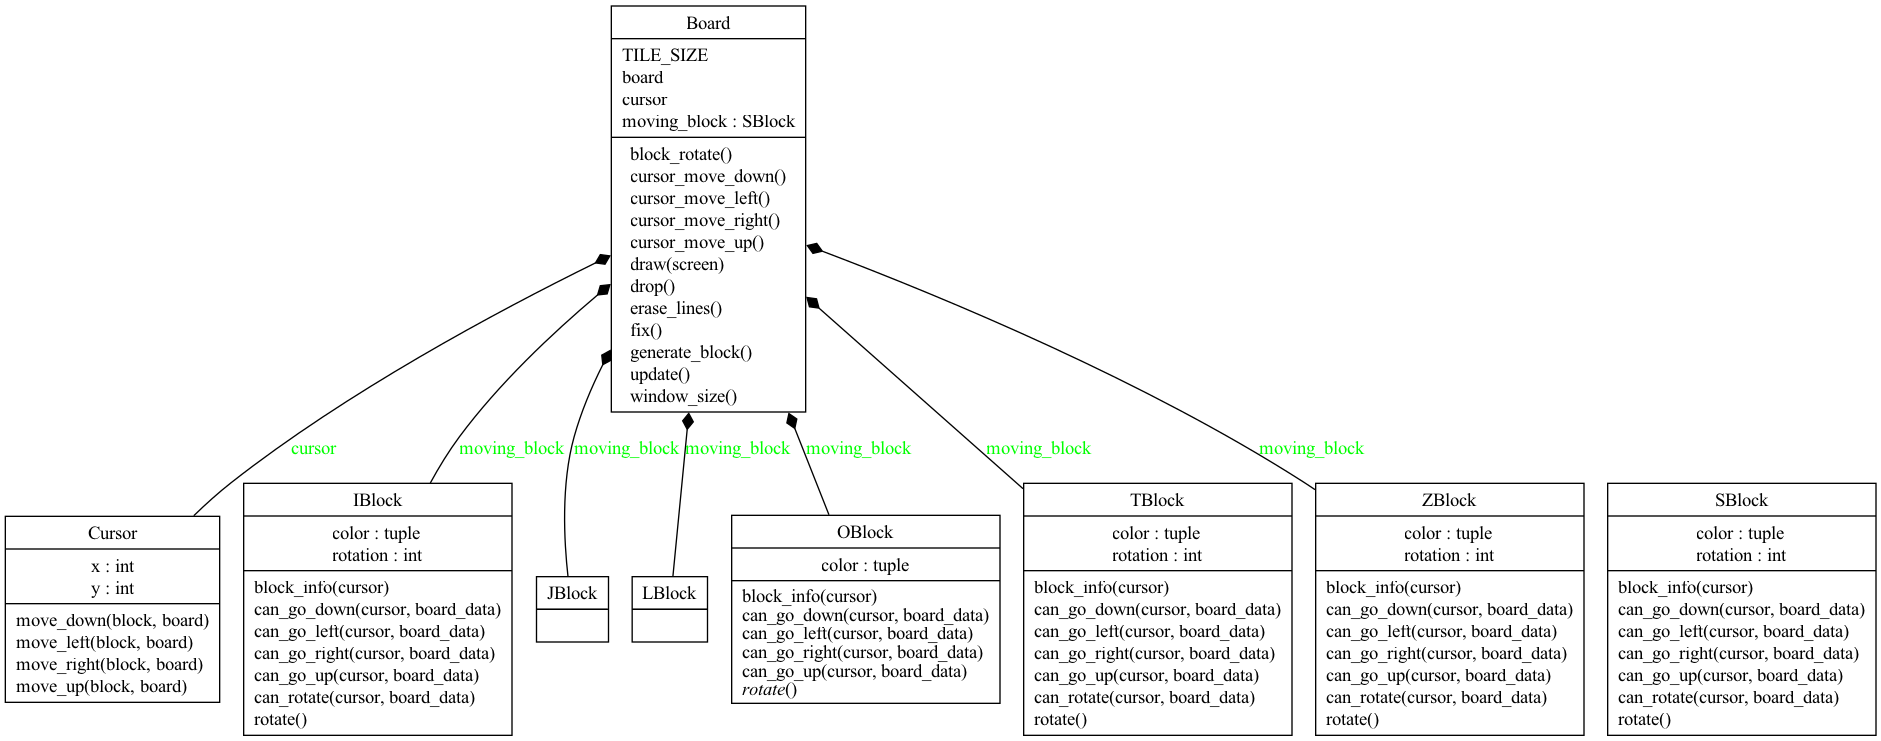 Board
TILE_SIZE
board
cursor
moving_block : SBlock
block_rotate()
cursor_move_down()
cursor_move_left()
cursor_move_right()
cursor_move_up()
draw(screen)
drop()
erase_lines()
fix()
generate_block()
update()
window_size()
cursor
moving_block
moving_block
moving_block
moving_block
moving_block
moving_block
Cursor
x : int
y : int
move_down(block, board)
move_left(block, board)
move_right(block, board)
move_up(block, board)
IBlock
color : tuple
rotation : int
block_info(cursor)
can_go_down(cursor, board_data)
can_go_left(cursor, board_data)
can_go_right(cursor, board_data)
can_go_up(cursor, board_data)
can_rotate(cursor, board_data)
rotate()
JBlock
LBlock
OBlock
color : tuple
block_info(cursor)
can_go_down(cursor, board_data)
can_go_left(cursor, board_data)
can_go_right(cursor, board_data)
can_go_up(cursor, board_data)
rotate()
TBlock
color : tuple
rotation : int
block_info(cursor)
can_go_down(cursor, board_data)
can_go_left(cursor, board_data)
can_go_right(cursor, board_data)
can_go_up(cursor, board_data)
can_rotate(cursor, board_data)
rotate()
ZBlock
color : tuple
rotation : int
block_info(cursor)
can_go_down(cursor, board_data)
can_go_left(cursor, board_data)
can_go_right(cursor, board_data)
can_go_up(cursor, board_data)
can_rotate(cursor, board_data)
rotate()
SBlock
color : tuple
rotation : int
block_info(cursor)
can_go_down(cursor, board_data)
can_go_left(cursor, board_data)
can_go_right(cursor, board_data)
can_go_up(cursor, board_data)
can_rotate(cursor, board_data)
rotate()